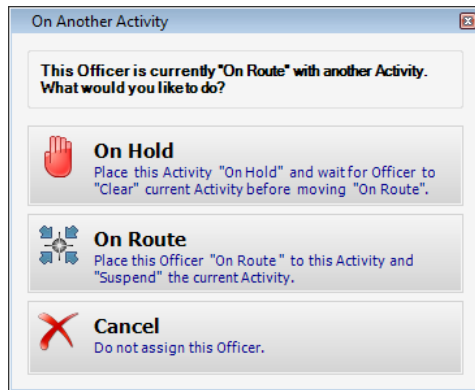 On Another Activity
This Officer is currently "On Route" with another Activity.
What would you like to do?
On Hold
Place this Activity "On Hold" and wait for Officer to
"Clear" current Activity before moving "On Route".
On Route
Place this Officer "On Route " to this Activity and
"Suspend" the current Activity.
Cancel
Do not assign this Officer.